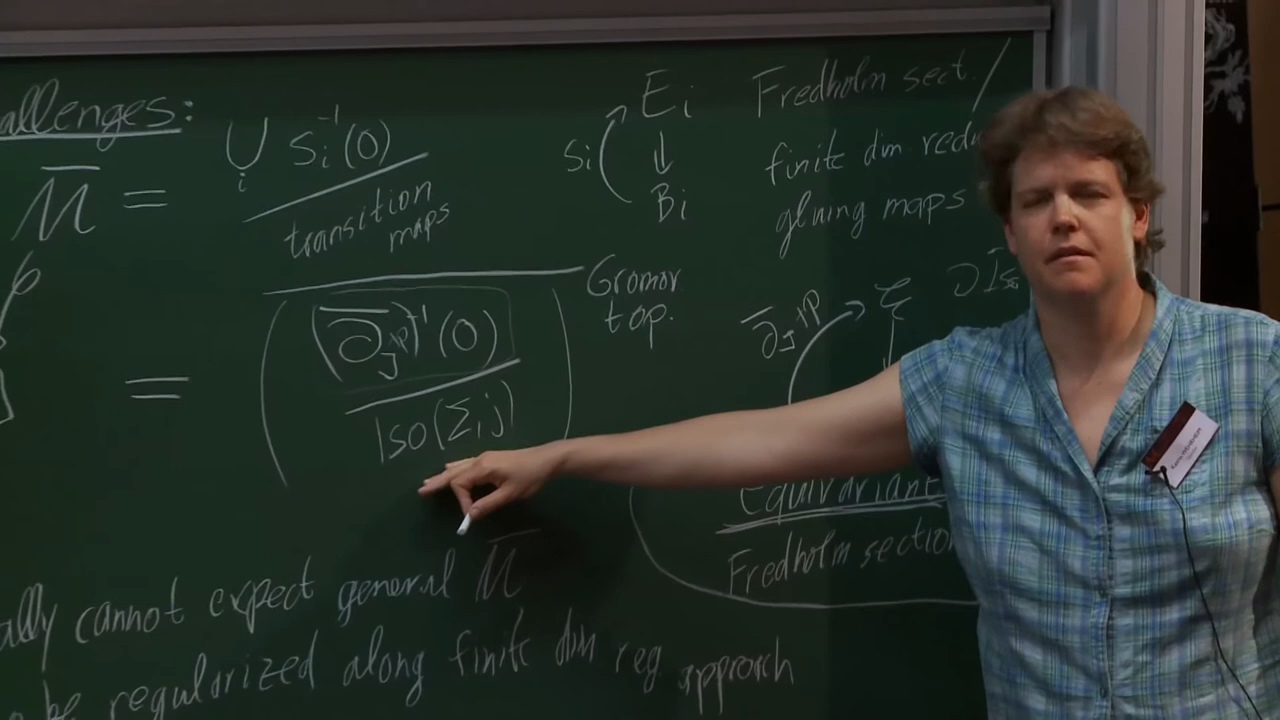 allenges:
M̅ = ⋃ᵢ sᵢ⁻¹(0)
transition
maps
Eᵢ
sᵢ ↓
Bᵢ
Fredholm sect. /
finite dim redu
gluing maps
Gromov
top.
= ( (∂̅_J + p)⁻¹(0)
Iso(Σ, j) )
∂̅_J + p
Equivariant
Fredholm section
ally cannot expect general M̅
be regularized along finite dim reg approach